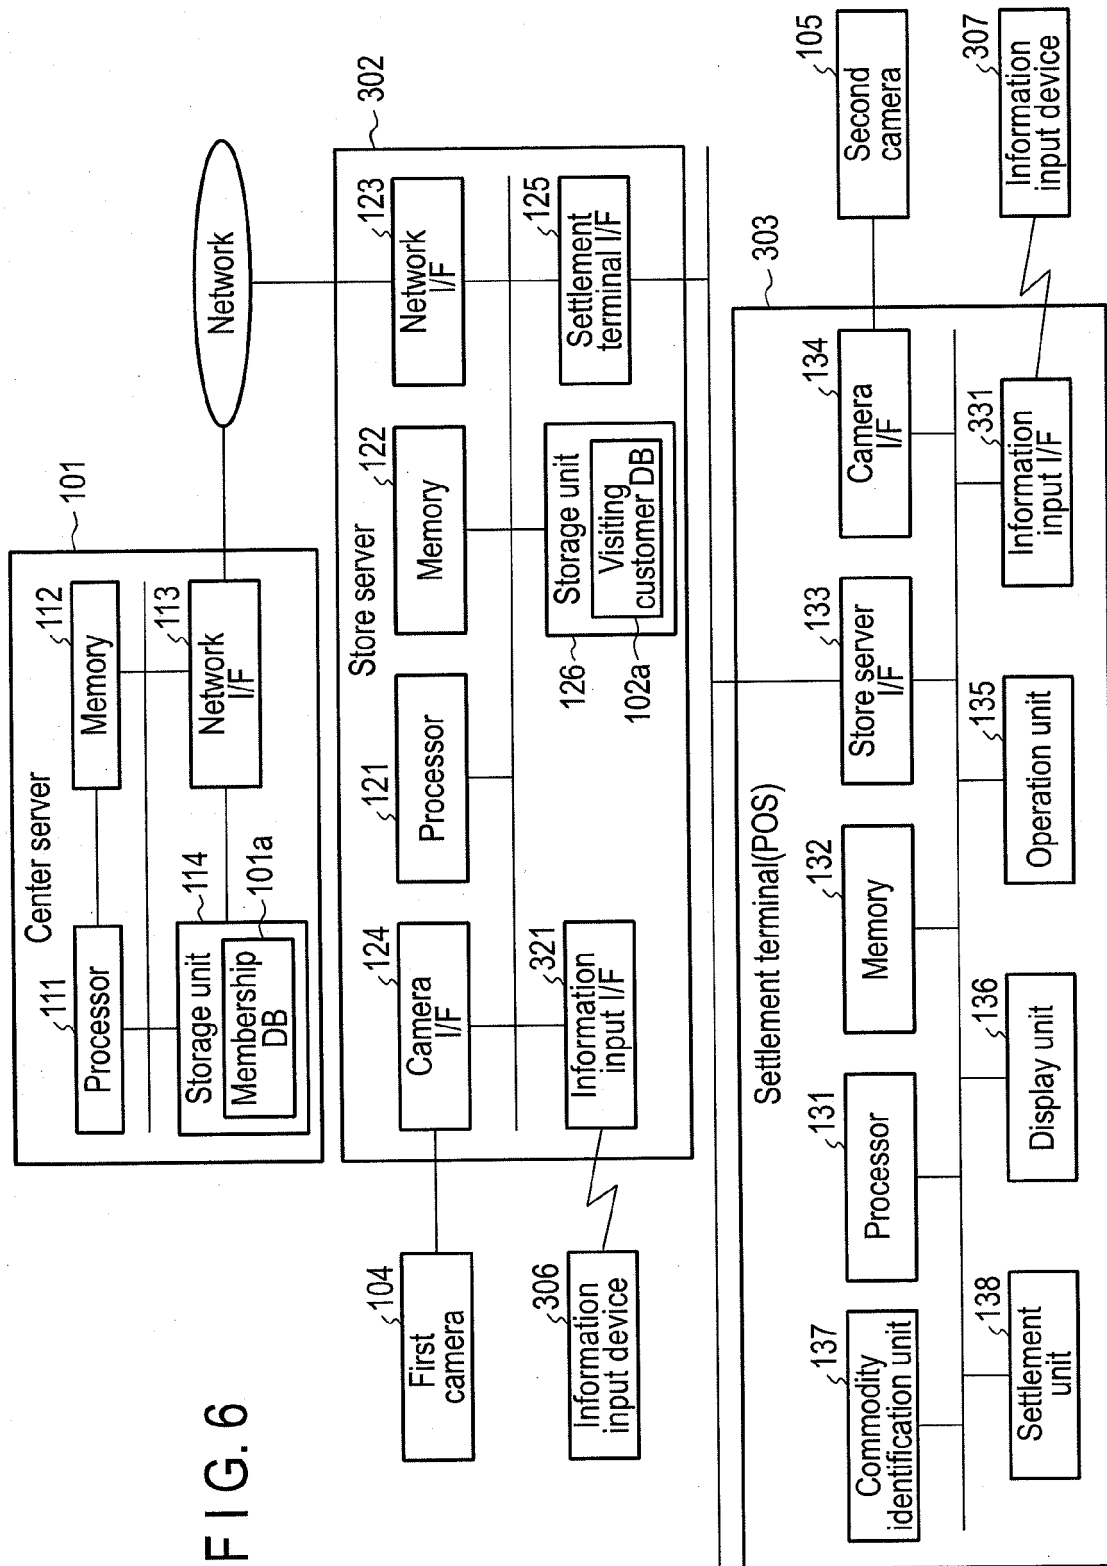 FIG. 6
Center server
101
111
Processor
112
Memory
114
Storage unit
101a
Membership
DB
113
Network
I/F
Network
302
Store server
124
Camera
I/F
121
Processor
122
Memory
123
Network
I/F
321
Information
input I/F
126
Storage unit
102a
Visiting
customer DB
125
Settlement
terminal I/F
104
First
camera
306
Information
input device
303
Settlement terminal(POS)
137
Commodity
identification unit
131
Processor
132
Memory
133
Store server
I/F
134
Camera
I/F
138
Settlement
unit
136
Display unit
135
Operation unit
331
Information
input I/F
105
Second
camera
307
Information
input device